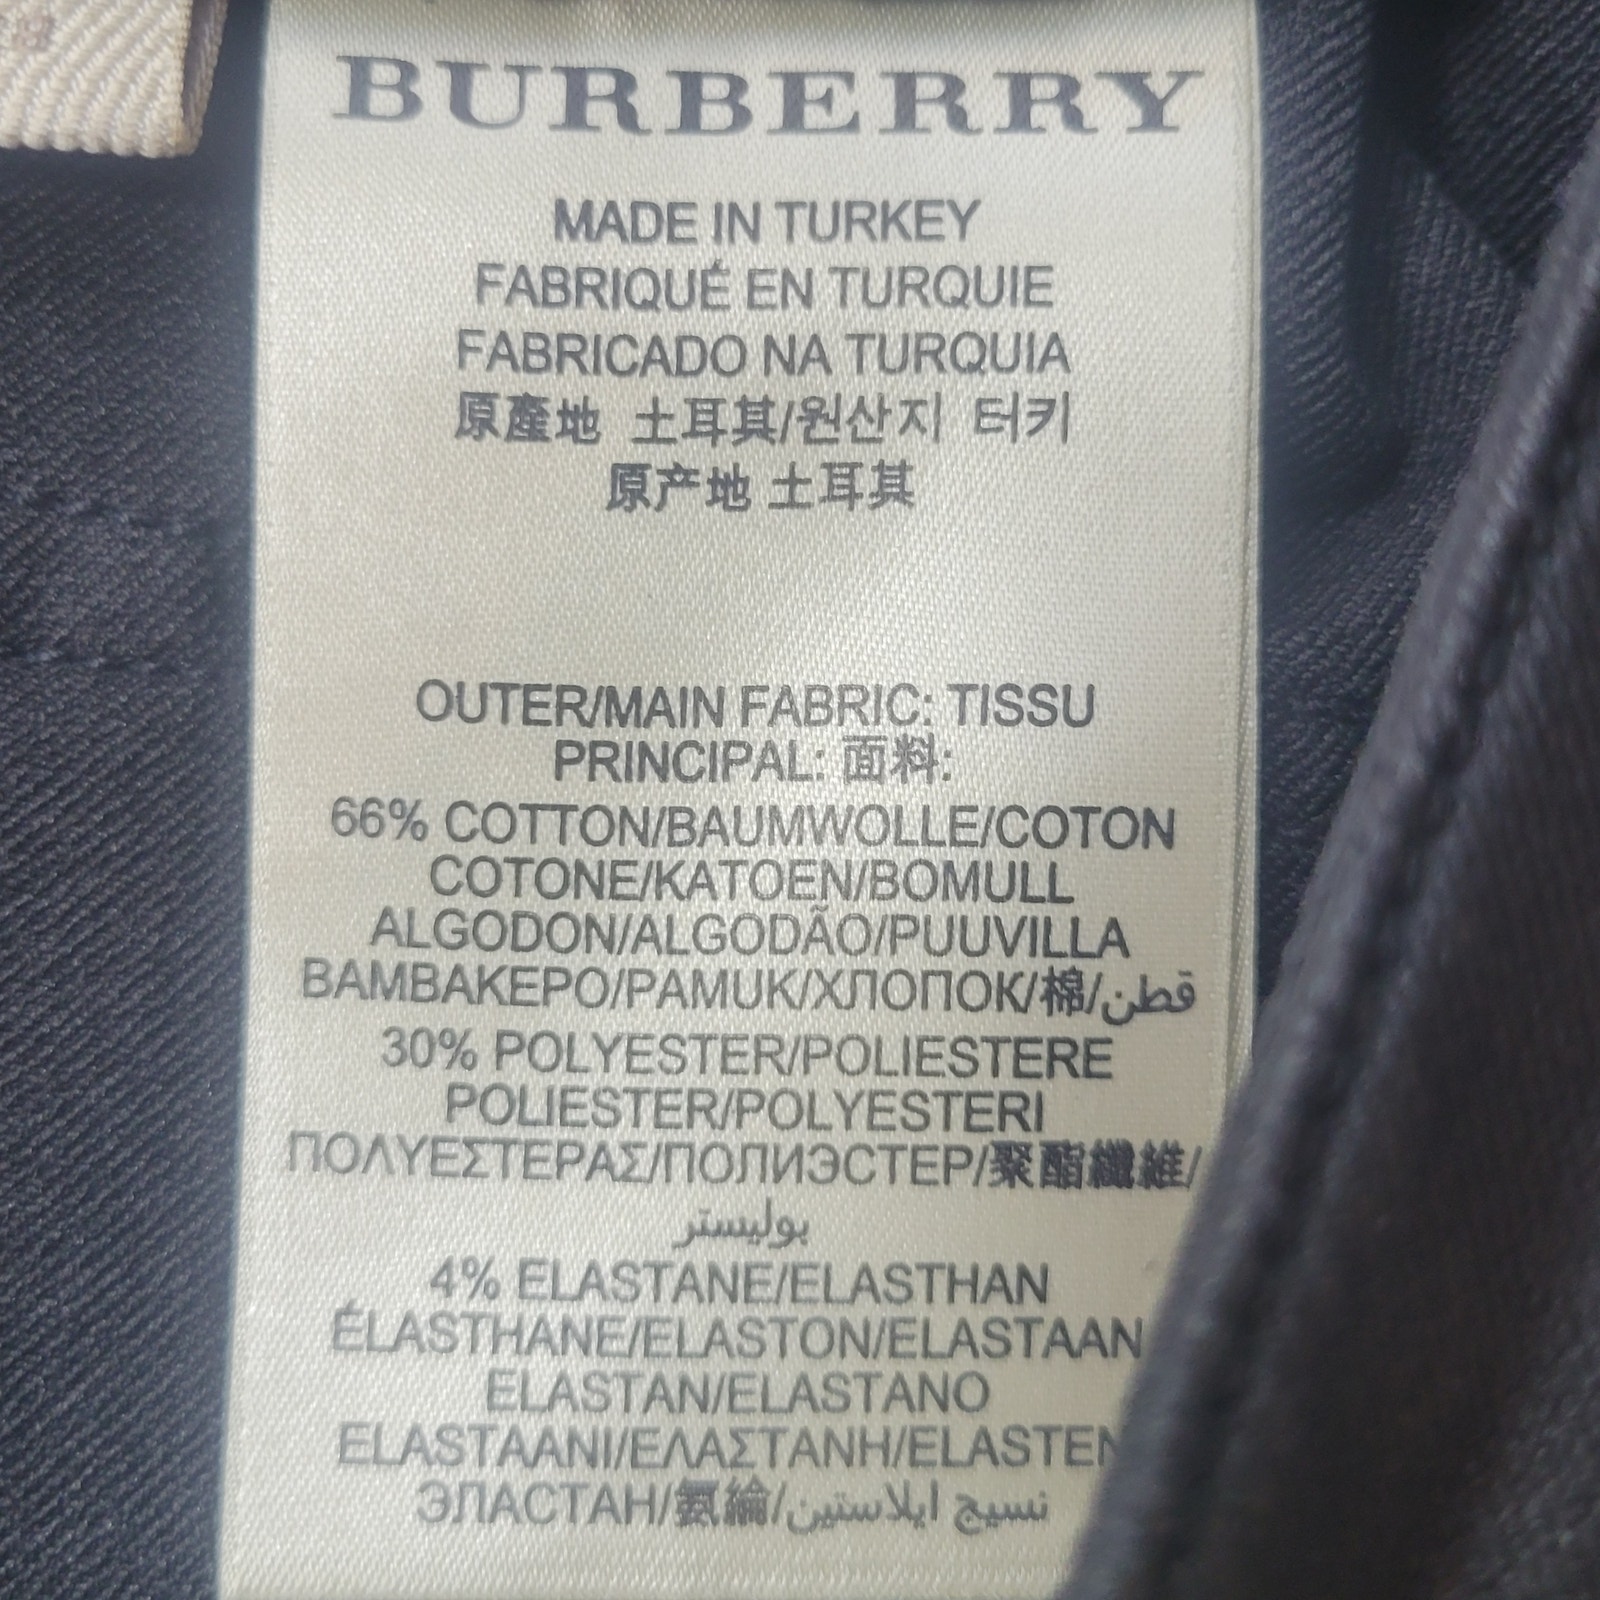 BURBERRY
MADE IN TURKEY
FABRIQUÉ EN TURQUIE
FABRICADO NA TURQUIA
原產地 土耳其/원산지 터키
原产地 土耳其
OUTER/MAIN FABRIC: TISSU
PRINCIPAL: 面料:
66% COTTON/BAUMWOLLE/COTON
COTONE/KATOEN/BOMULL
ALGODON/ALGODÃO/PUUVILLA
ΒΑΜΒΑΚΕΡΟ/PAMUK/ХЛОПОК/棉/قطن
30% POLYESTER/POLIESTERE
POLIESTER/POLYESTERI
ΠΟΛΥΕΣΤΕΡΑΣ/ПОЛИЭСТЕР/聚酯纖維/
بوليستر
4% ELASTANE/ELASTHAN
ÉLASTHANE/ELASTON/ELASTAAN
ELASTAN/ELASTANO
ELASTAANI/ΕΛΑΣΤΑΝΗ/ELASTEN
ЭЛАСТАН/氨綸/نسيج ايلاستين